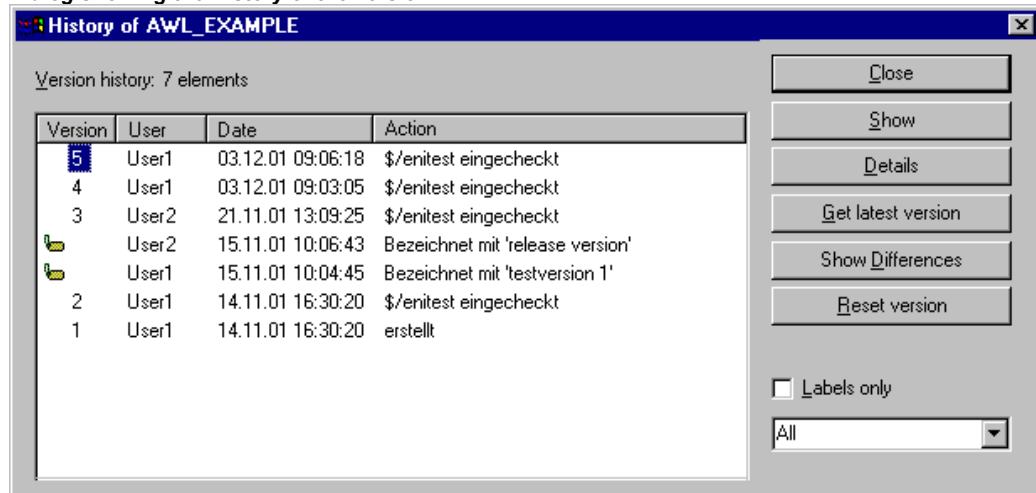 History of AWL_EXAMPLE
Version history: 7 elements
Version User Date Action
5 User1 03.12.01 09:06:18 $/enitest eingecheckt
4 User1 03.12.01 09:03:05 $/enitest eingecheckt
3 User2 21.11.01 13:09:25 $/enitest eingecheckt
User2 15.11.01 10:06:43 Bezeichnet mit 'release version'
User1 15.11.01 10:04:45 Bezeichnet mit 'testversion 1'
2 User1 14.11.01 16:30:20 $/enitest eingecheckt
1 User1 14.11.01 16:30:20 erstellt
Close
Show
Details
Get latest version
Show Differences
Reset version
Labels only
All